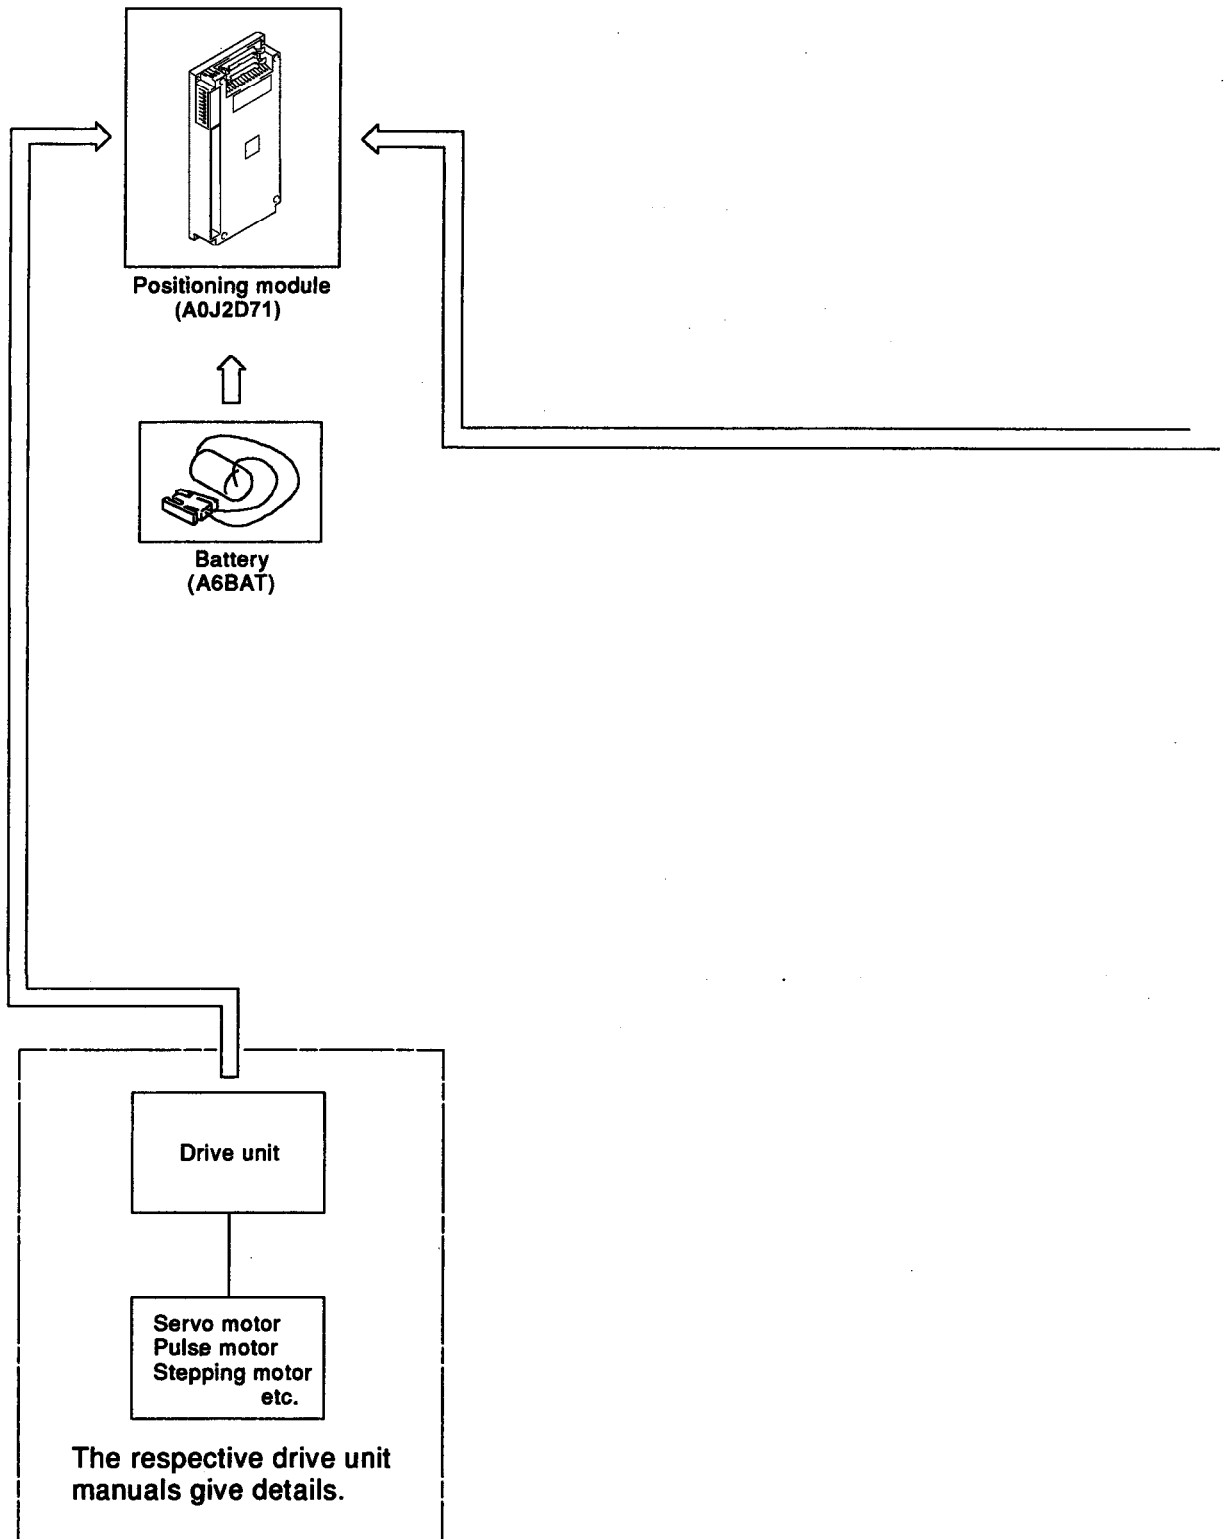 Positioning module
(A0J2D71)
Battery
(A6BAT)
Drive unit
Servo motor
Pulse motor
Stepping motor
etc.
The respective drive unit
manuals give details.